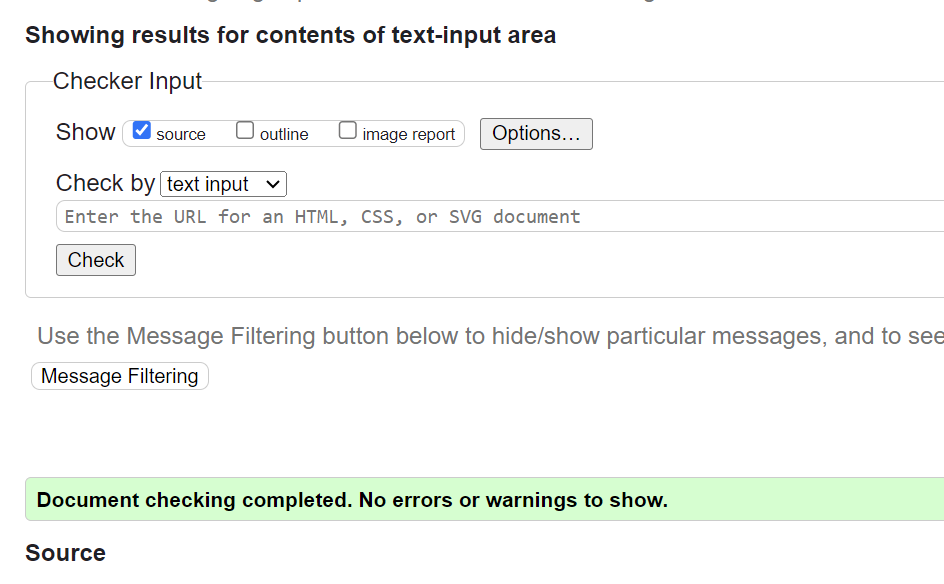 Showing results for contents of text-input area
Checker Input
Show source outline image report Options...
Check by text input
Enter the URL for an HTML, CSS, or SVG document
Check
Use the Message Filtering button below to hide/show particular messages, and to see
Message Filtering
Document checking completed. No errors or warnings to show.
Source